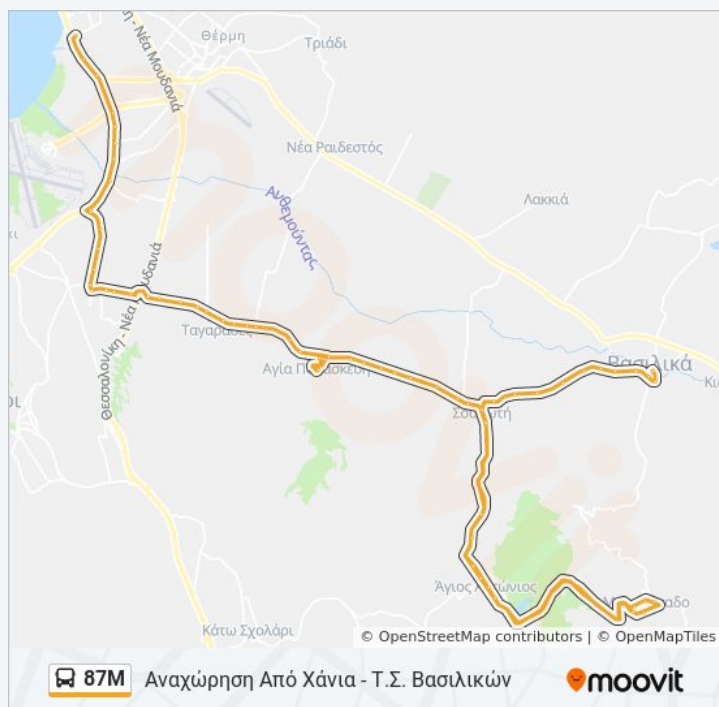 Θέρμη
Τριάδι
Νέα Μουδανιά
Νέα Ραιδεστός
Λακκιά
Ανθεμούντας
Ταγαράδες
Θεσσαλονίκη - Νέα Μουδανιά
Αγία Παρασκευή
Βασιλικά
Σουρωτή
Άγιος Αντώνιος
Κάτω Σχολάρι
moovit
© OpenStreetMap contributors | © OpenMapTiles
87M Αναχώρηση Από Χάνια - Τ.Σ. Βασιλικών
moovit